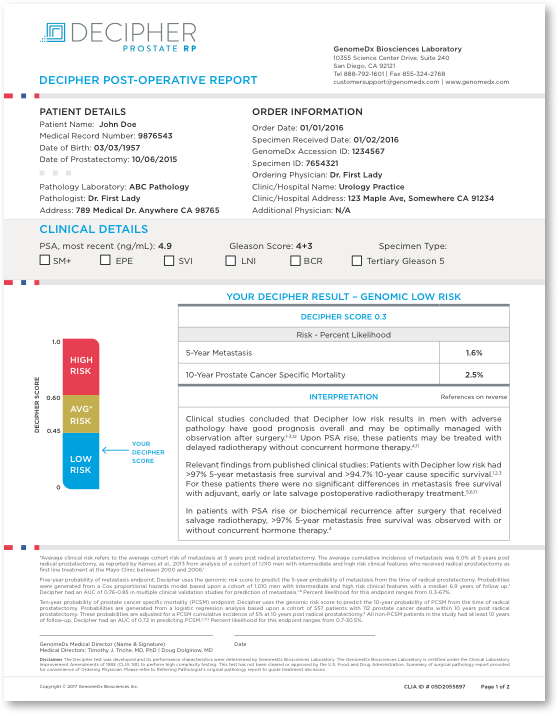 DECIPHER
PROSTATE RP
GenomeDx Biosciences Laboratory
10355 Science Center Drive, Suite 240
San Diego, CA 92121
Tel 888-792-1601 | Fax 855-324-2768
customersupport@genomedx.com | www.genomedx.com
DECIPHER POST-OPERATIVE REPORT
PATIENT DETAILS
Patient Name: John Doe
Medical Record Number: 9876543
Date of Birth: 03/03/1957
Date of Prostatectomy: 10/06/2015
Pathology Laboratory: ABC Pathology
Pathologist: Dr. First Lady
Address: 789 Medical Dr. Anywhere CA 98765
ORDER INFORMATION
Order Date: 01/01/2016
Specimen Received Date: 01/02/2016
GenomeDx Accession ID: 1234567
Specimen ID: 7654321
Ordering Physician: Dr. First Lady
Clinic/Hospital Name: Urology Practice
Clinic/Hospital Address: 123 Maple Ave, Somewhere CA 91234
Additional Physician: N/A
CLINICAL DETAILS
PSA, most recent (ng/mL): 4.9 Gleason Score: 4+3 Specimen Type:
SM+ EPE SVI LNI BCR Tertiary Gleason 5
YOUR DECIPHER RESULT – GENOMIC LOW RISK
DECIPHER SCORE 0.3
Risk - Percent Likelihood
5-Year Metastasis 1.6%
10-Year Prostate Cancer Specific Mortality 2.5%
INTERPRETATION References on reverse
Clinical studies concluded that Decipher low risk results in men with adverse
pathology have good prognosis overall and may be optimally managed with
observation after surgery. Upon PSA rise, these patients may be treated with
delayed radiotherapy without concurrent hormone therapy.
Relevant findings from published clinical studies: Patients with Decipher low risk had
>97% 5-year metastasis free survival and >94.7% 10-year cancer specific survival.
For these patients there were no significant differences in metastasis free survival
with adjuvant, early or late salvage postoperative radiotherapy treatment.
In patients with PSA rise or biochemical recurrence after surgery that received
salvage radiotherapy, >97% 5-year metastasis free survival was observed with or
without concurrent hormone therapy.
DECIPHER SCORE
1.0
0.60
0.45
0
HIGH
RISK
AVG*
RISK
LOW
RISK
YOUR
DECIPHER
SCORE
*Average clinical risk refers to the average cohort risk of metastasis at 5 years post radical prostatectomy. The average cumulative incidence of metastasis was 6.0% at 5 years post
radical prostatectomy, as reported by Karnes et al., 2013 from analysis of a cohort of 1,010 men with intermediate and high risk clinical features who received radical prostatectomy as
first line treatment at the Mayo Clinic between 2000 and 2006.
Five-year probability of metastasis endpoint: Decipher uses the genomic risk score to predict the 5-year probability of metastasis from the time of radical prostatectomy. Probabilities
were generated from a Cox proportional hazards model based upon a cohort of 1,010 men with intermediate and high risk clinical features with a median 6.9 years of follow up.
Decipher had an AUC of 0.76-0.85 in multiple clinical validation studies for prediction of metastasis. Percent likelihood for this endpoint ranges from 0.3-67%.
Ten-year probability of prostate cancer specific mortality (PCSM) endpoint: Decipher uses the genomic risk score to predict the 10-year probability of PCSM from the time of radical
prostatectomy. Probabilities are generated from a logistic regression analysis based upon a cohort of 557 patients with 112 prostate cancer deaths within 10 years post radical
prostatectomy. These probabilities are adjusted for a PCSM cumulative incidence of 5% at 10 years post radical prostatectomy. All non-PCSM patients in the study had at least 10 years
of follow-up. Decipher had an AUC of 0.72 in predicting PCSM. Percent likelihood for this endpoint ranges from 0.7-30.5%.
GenomeDx Medical Director (Name & Signature) Date
Medical Directors: Timothy J. Triche, MD, PhD | Doug Dolginow, MD
Disclaimer The Decipher test was developed and its performance characteristics were determined by GenomeDx Biosciences Laboratory. The GenomeDx Biosciences Laboratory is certified under the Clinical Laboratory
Improvement Amendments of 1988 (CLIA '88) to perform high complexity testing. This test has not been cleared or approved by the U.S. Food and Drug Administration. Summary of surgical pathology report provided
for convenience of Ordering Physician. Please refer to Referring Pathologist's original pathology report to guide treatment decisions.
Copyright © 2017 GenomeDx Biosciences Inc. CLIA ID # 05D2055897 Page 1 of 2